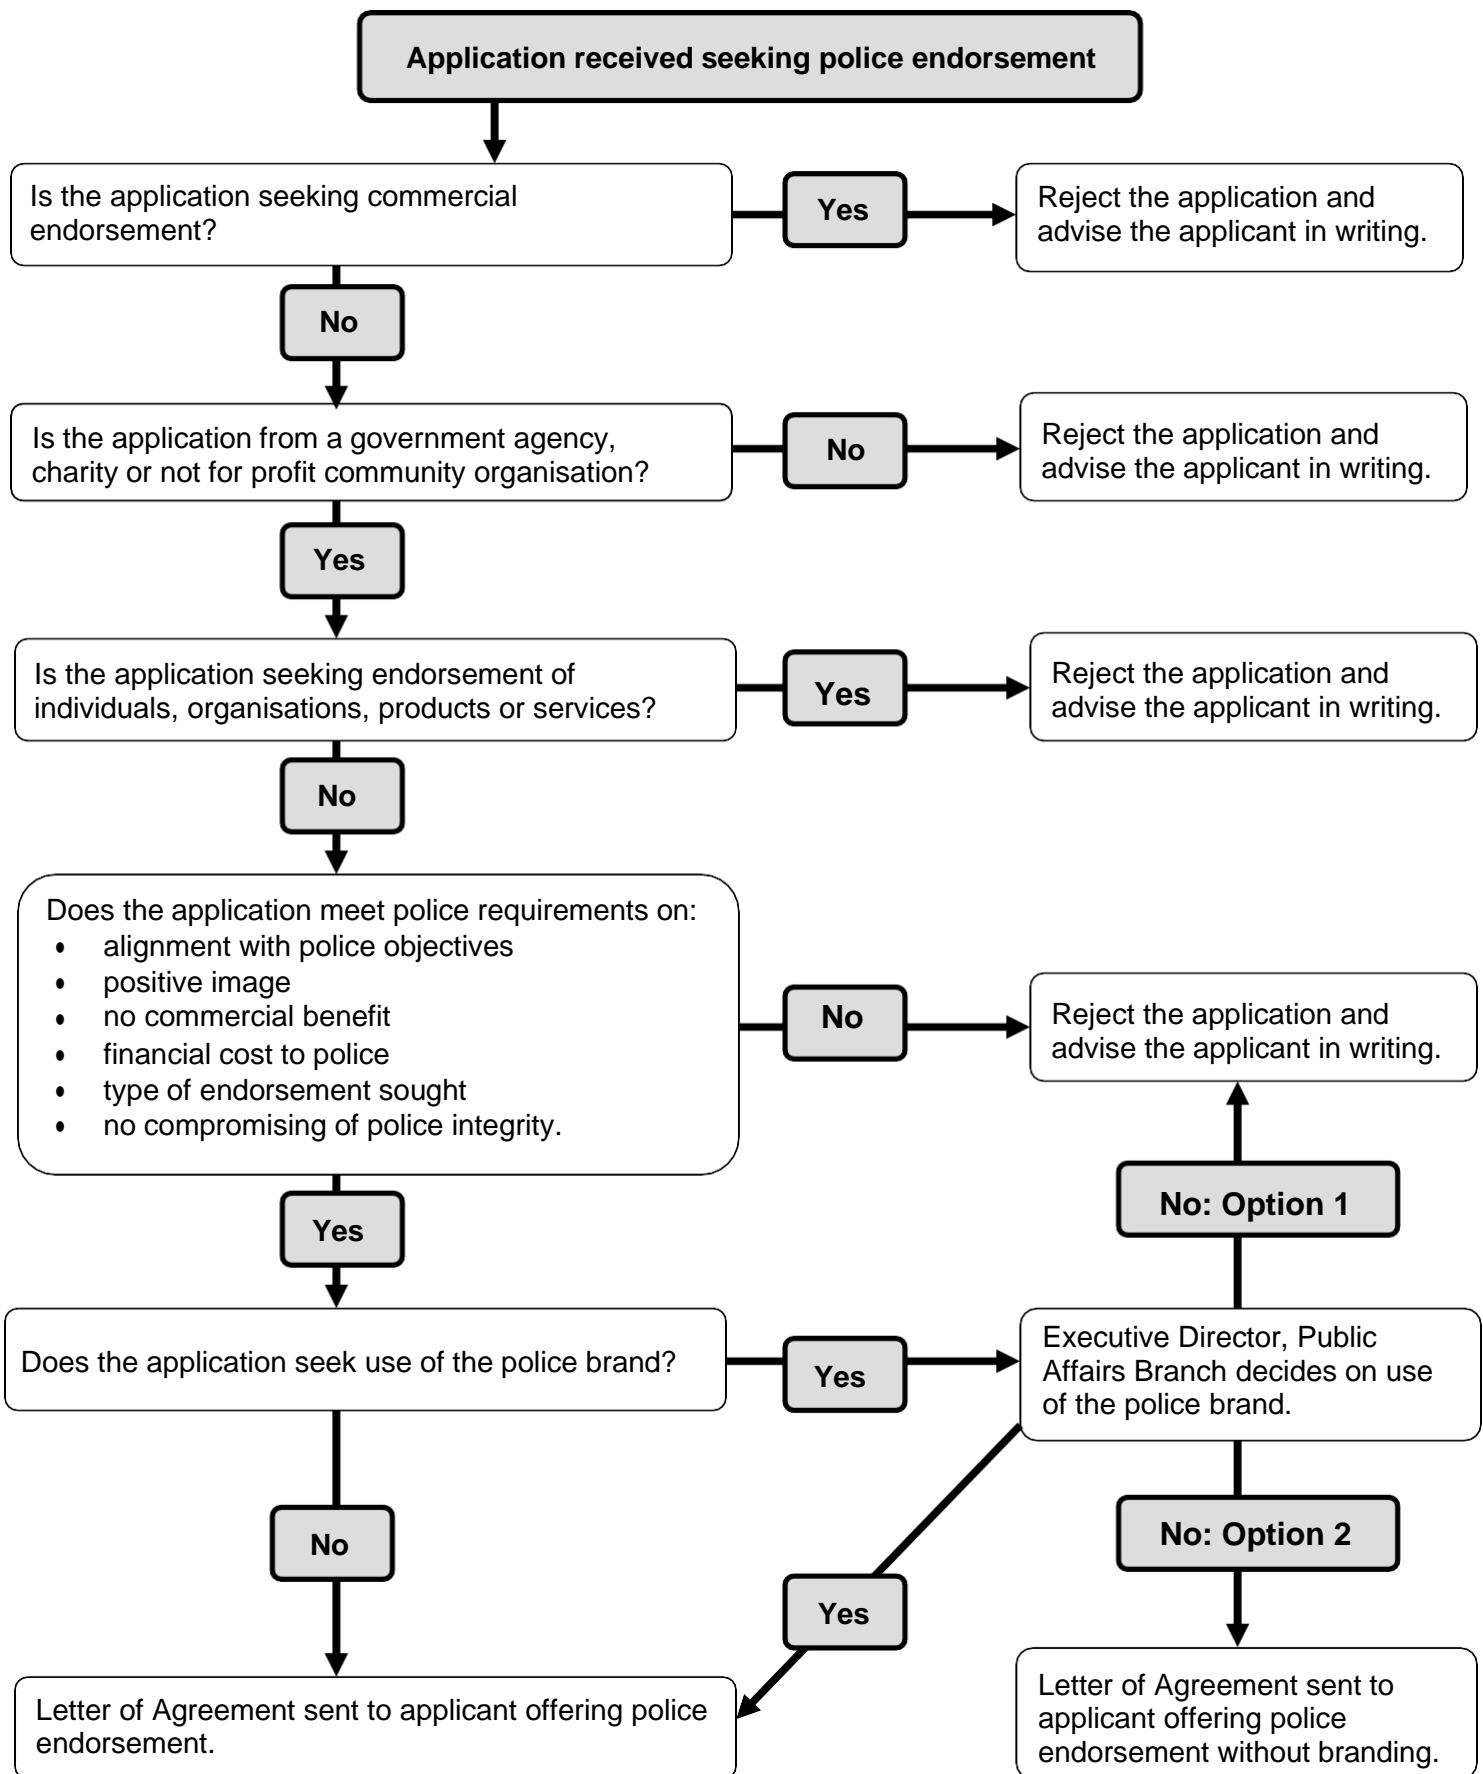 Application received seeking police endorsement
Is the application seeking commercial
endorsement?
Yes
Reject the application and
advise the applicant in writing.
No
Is the application from a government agency,
charity or not for profit community organisation?
No
Reject the application and
advise the applicant in writing.
Yes
Is the application seeking endorsement of
individuals, organisations, products or services?
Yes
Reject the application and
advise the applicant in writing.
No
Does the application meet police requirements on:
• alignment with police objectives
• positive image
• no commercial benefit
• financial cost to police
• type of endorsement sought
• no compromising of police integrity.
No
Reject the application and
advise the applicant in writing.
No: Option 1
Yes
Does the application seek use of the police brand?
Yes
Executive Director, Public
Affairs Branch decides on use
of the police brand.
No
No: Option 2
Yes
Letter of Agreement sent to applicant offering police
endorsement.
Letter of Agreement sent to
applicant offering police
endorsement without branding.